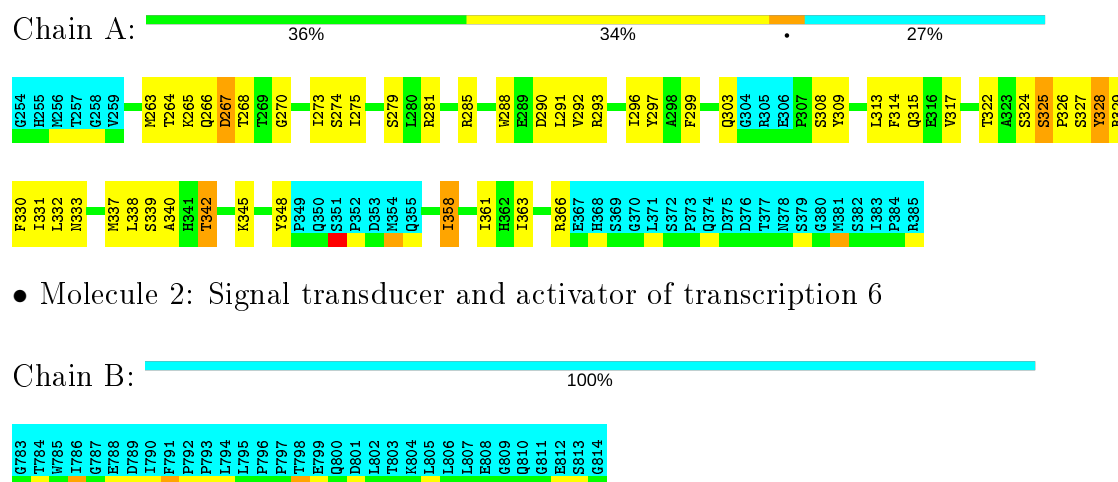 Chain A:
36% 34% • 27%
G254 H255 M256 T257 G258 Y259 M263 T264 K265 Q266 D267 T268 T269 G270 I273 S274 I275 S279 L280 R281 R285 W288 E289 D290 L291 V292 R293 I296 Y297 A298 F299 Q303 G304 R305 E306 P307 S308 Y309 L313 F314 Q315 E316 V317 T322 A323 S324 S325 P326 S327 Y328 R329
F330 I331 L332 N333 M337 L338 S339 A340 H341 T342 K345 Y348 P349 Q350 S351 P352 D353 M354 Q355 I358 I361 H362 I363 R366 E367 H368 S369 G370 L371 S372 P373 Q374 D375 D376 T377 N378 S379 G380 M381 S382 I383 P384 R385
• Molecule 2: Signal transducer and activator of transcription 6
Chain B:
100%
G783 T784 W785 I786 G787 E788 D789 I790 F791 P792 P793 L794 L795 P796 P797 T798 E799 Q800 D801 L802 T803 K804 L805 L806 L807 E808 G809 Q810 G811 E812 S813 G814